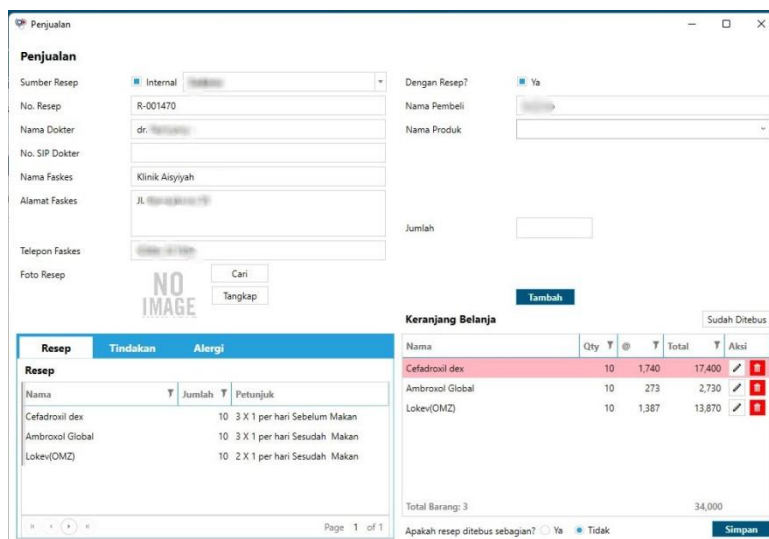 Penjualan
Penjualan
Sumber Resep
Internal
No. Resep
R-001470
Nama Dokter
dr.
No. SIP Dokter
Nama Faskes
Klinik Aisyiyah
Alamat Faskes
Jl.
Telepon Faskes
Foto Resep
NO IMAGE
Cari
Tangkap
Dengan Resep?
Ya
Nama Pembeli
Nama Produk
Jumlah
Tambah
Resep Tindakan Alergi
Resep
Nama Jumlah Petunjuk
Cefadroxil dex 10 3 X 1 per hari Sebelum Makan
Ambroxol Global 10 3 X 1 per hari Sesudah Makan
Lokev(OMZ) 10 2 X 1 per hari Sesudah Makan
Page 1 of 1
Keranjang Belanja Sudah Ditebus
Nama Qty @ Total Aksi
Cefadroxil dex 10 1,740 17,400
Ambroxol Global 10 273 2,730
Lokev(OMZ) 10 1,387 13,870
Total Barang: 3 34,000
Apakah resep ditebus sebagian? Ya Tidak Simpan